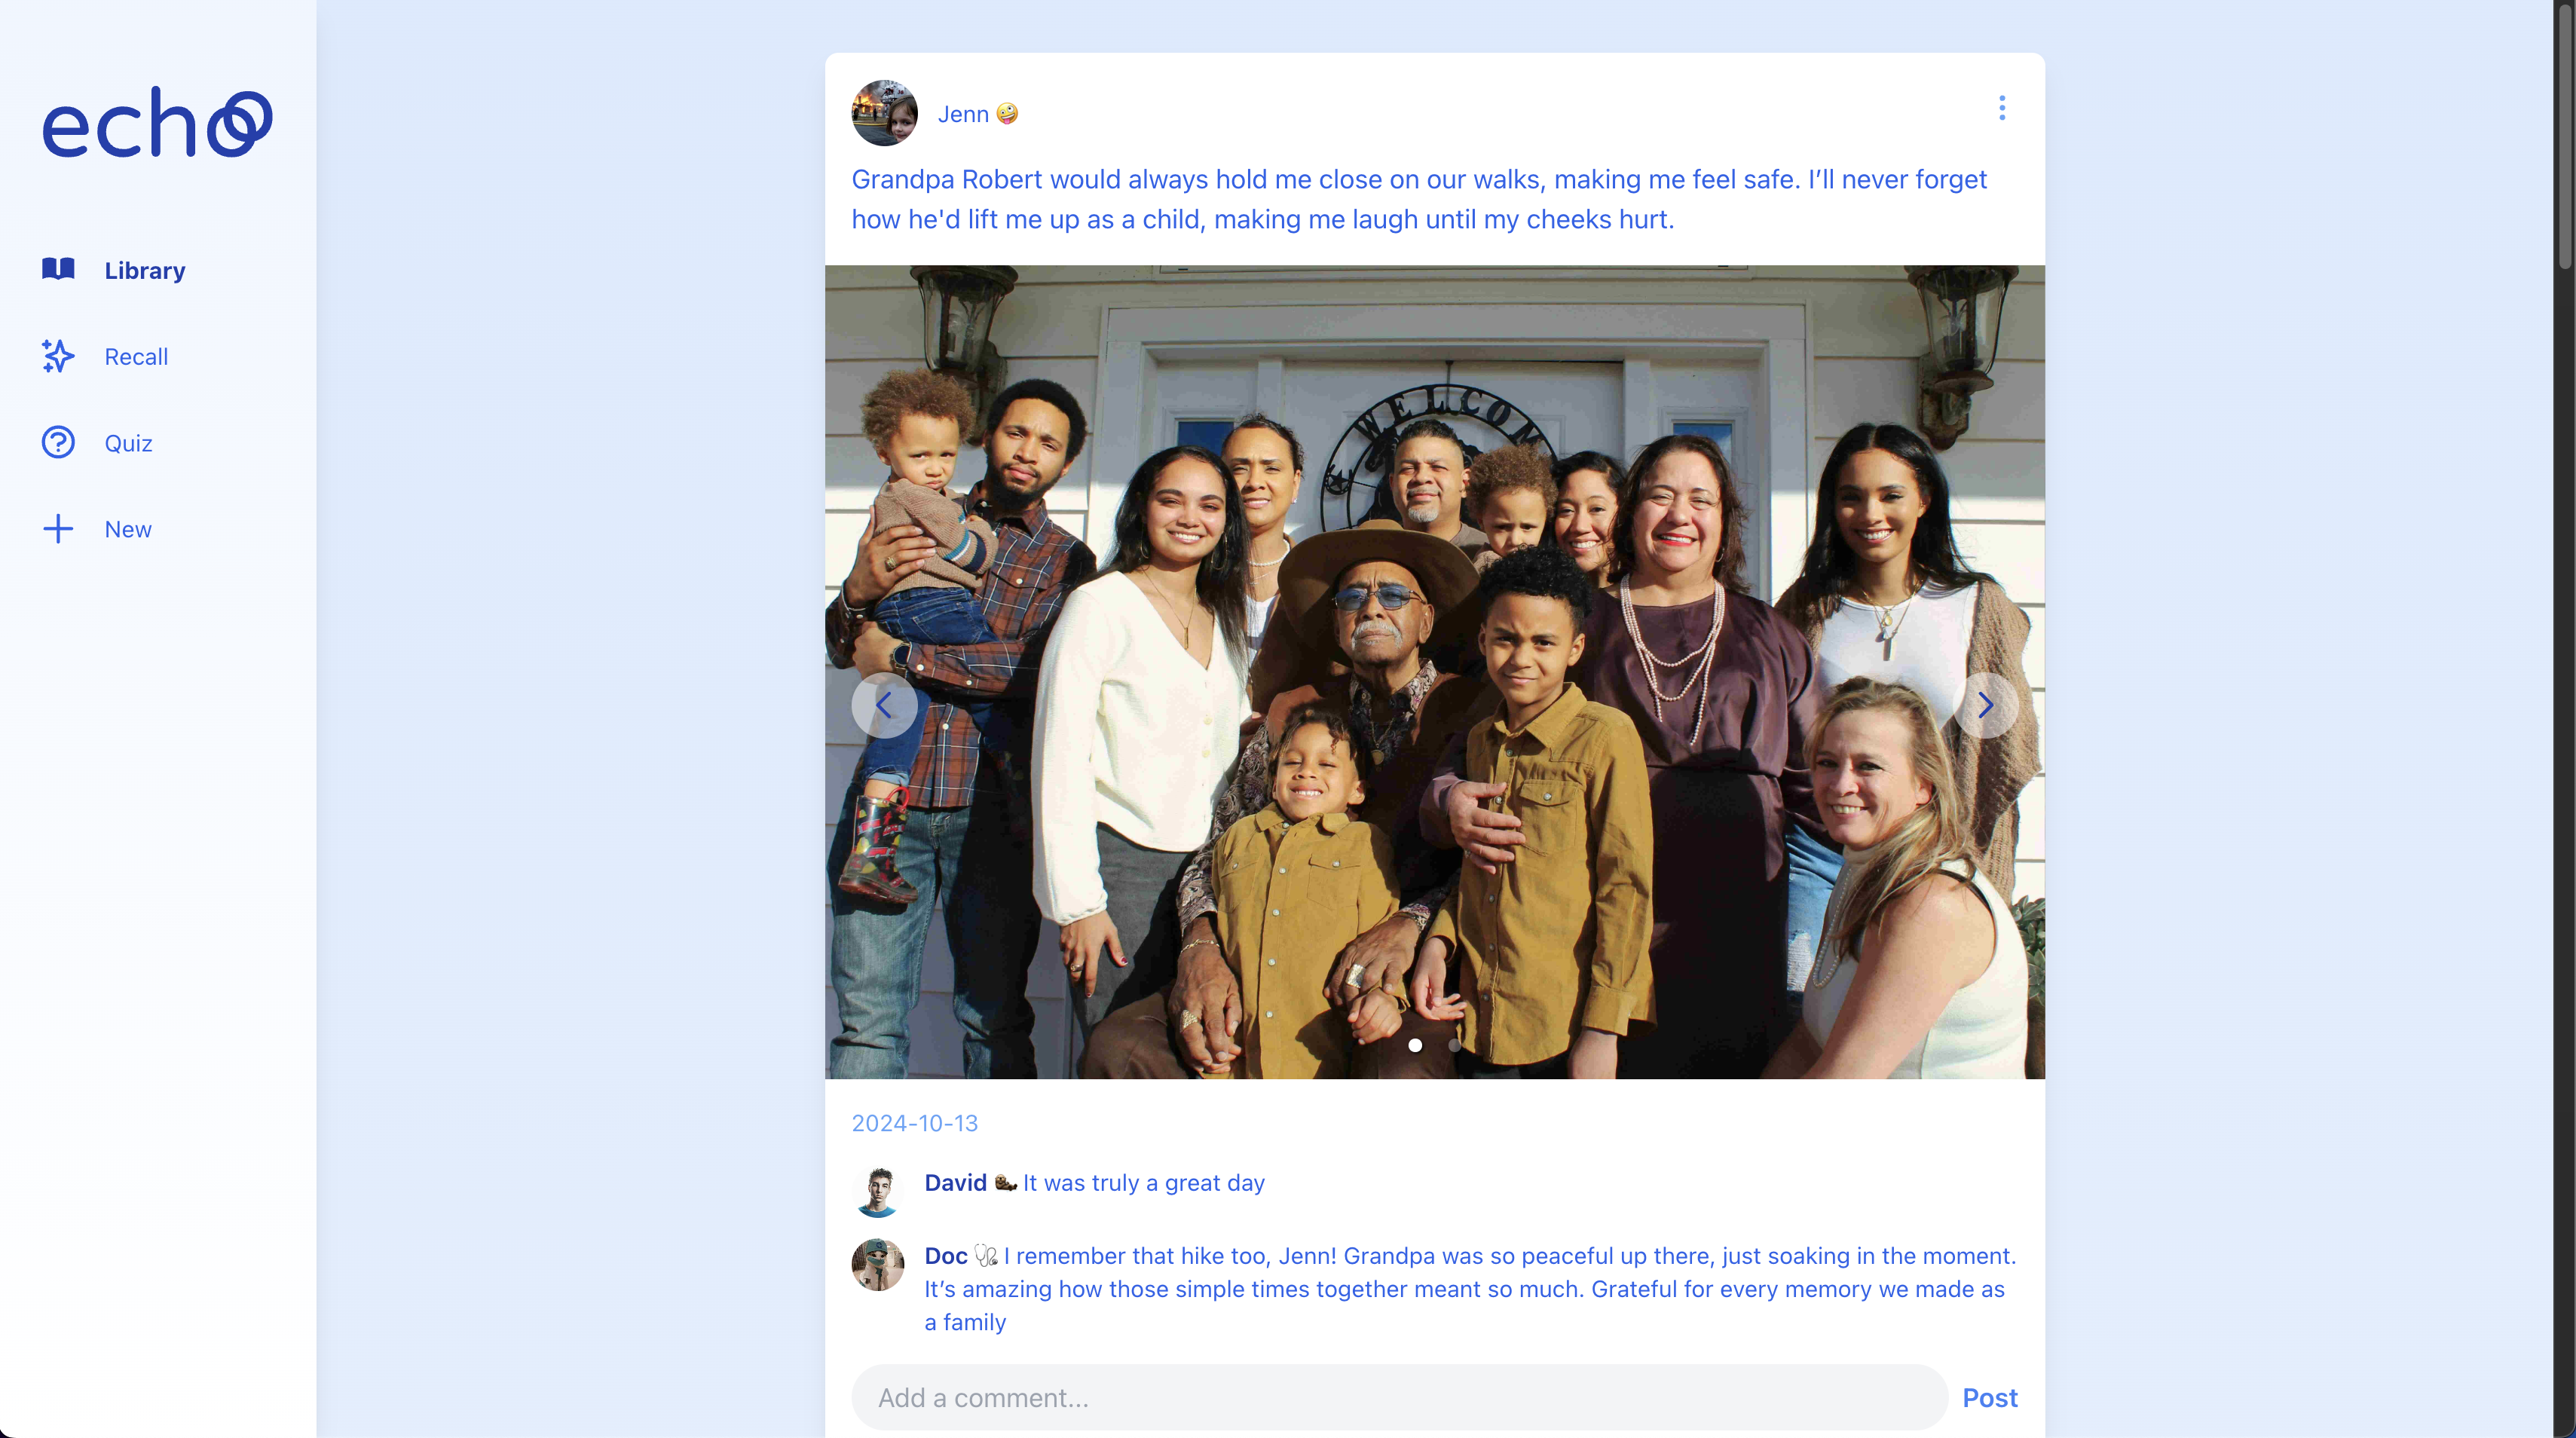 echo
Library
Recall
Quiz
New
Jenn 🤪
Grandpa Robert would always hold me close on our walks, making me feel safe. I’ll never forget
how he'd lift me up as a child, making me laugh until my cheeks hurt.
WELCOM
2024-10-13
David 🦦 It was truly a great day
Doc 🩺 I remember that hike too, Jenn! Grandpa was so peaceful up there, just soaking in the moment.
It’s amazing how those simple times together meant so much. Grateful for every memory we made as
a family
Add a comment...
Post